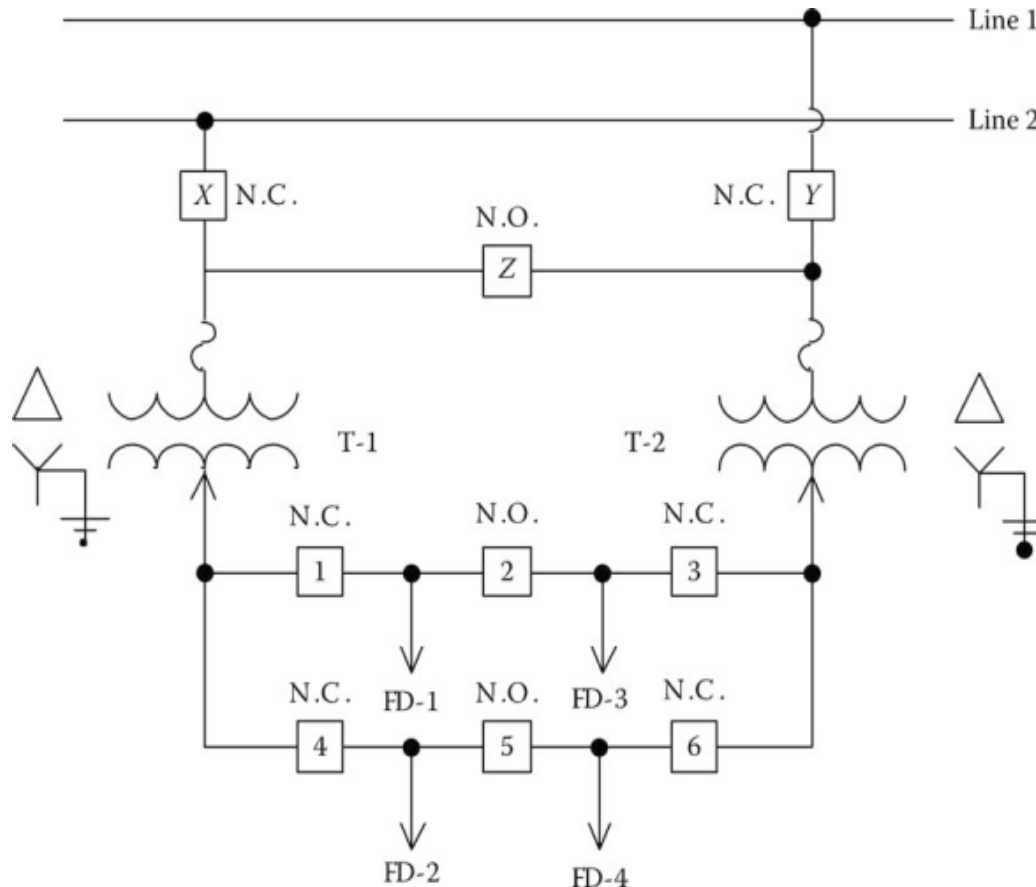 Line 1
Line 2
X N.C.
N.C. Y
N.O.
Z
T-1
T-2
N.C. N.O. N.C.
1 2 3
FD-1 FD-3
N.C. N.O. N.C.
4 5 6
FD-2 FD-4